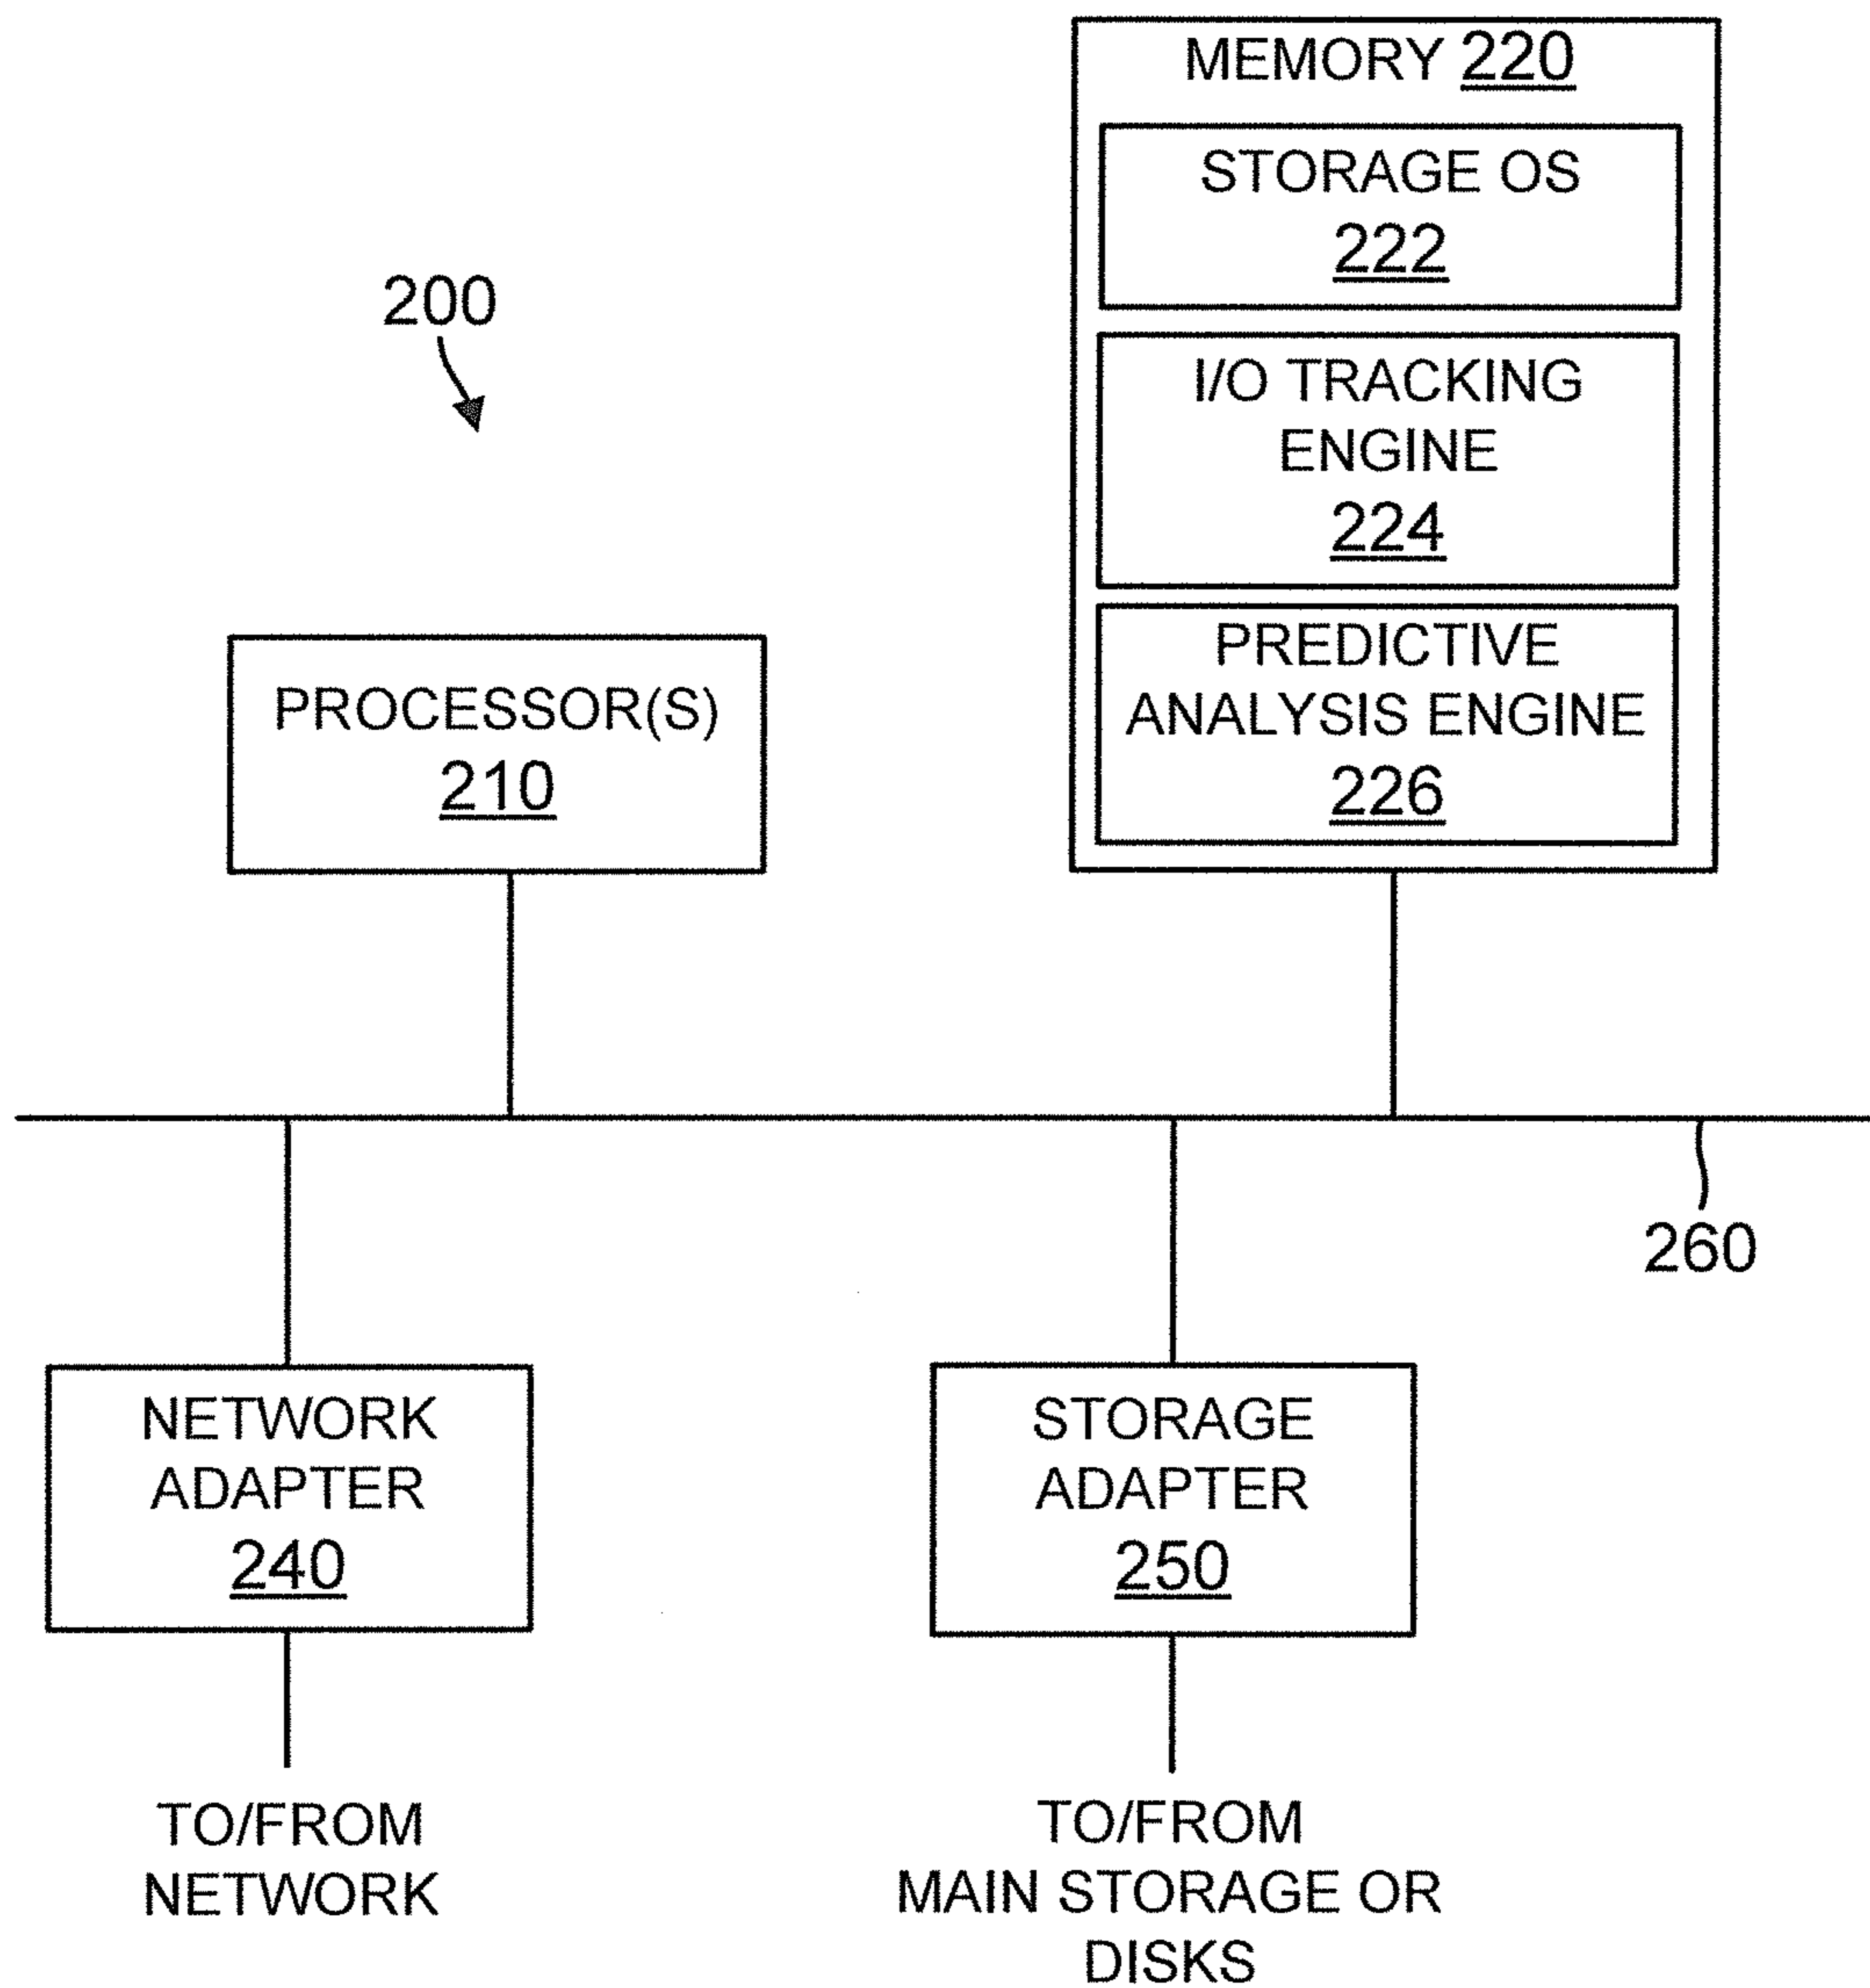 MEMORY 220
STORAGE OS
222
200
I/O TRACKING
ENGINE
224
PREDICTIVE
ANALYSIS ENGINE
226
PROCESSOR(S)
210
260
NETWORK
ADAPTER
240
STORAGE
ADAPTER
250
TO/FROM
NETWORK
TO/FROM
MAIN STORAGE OR
DISKS